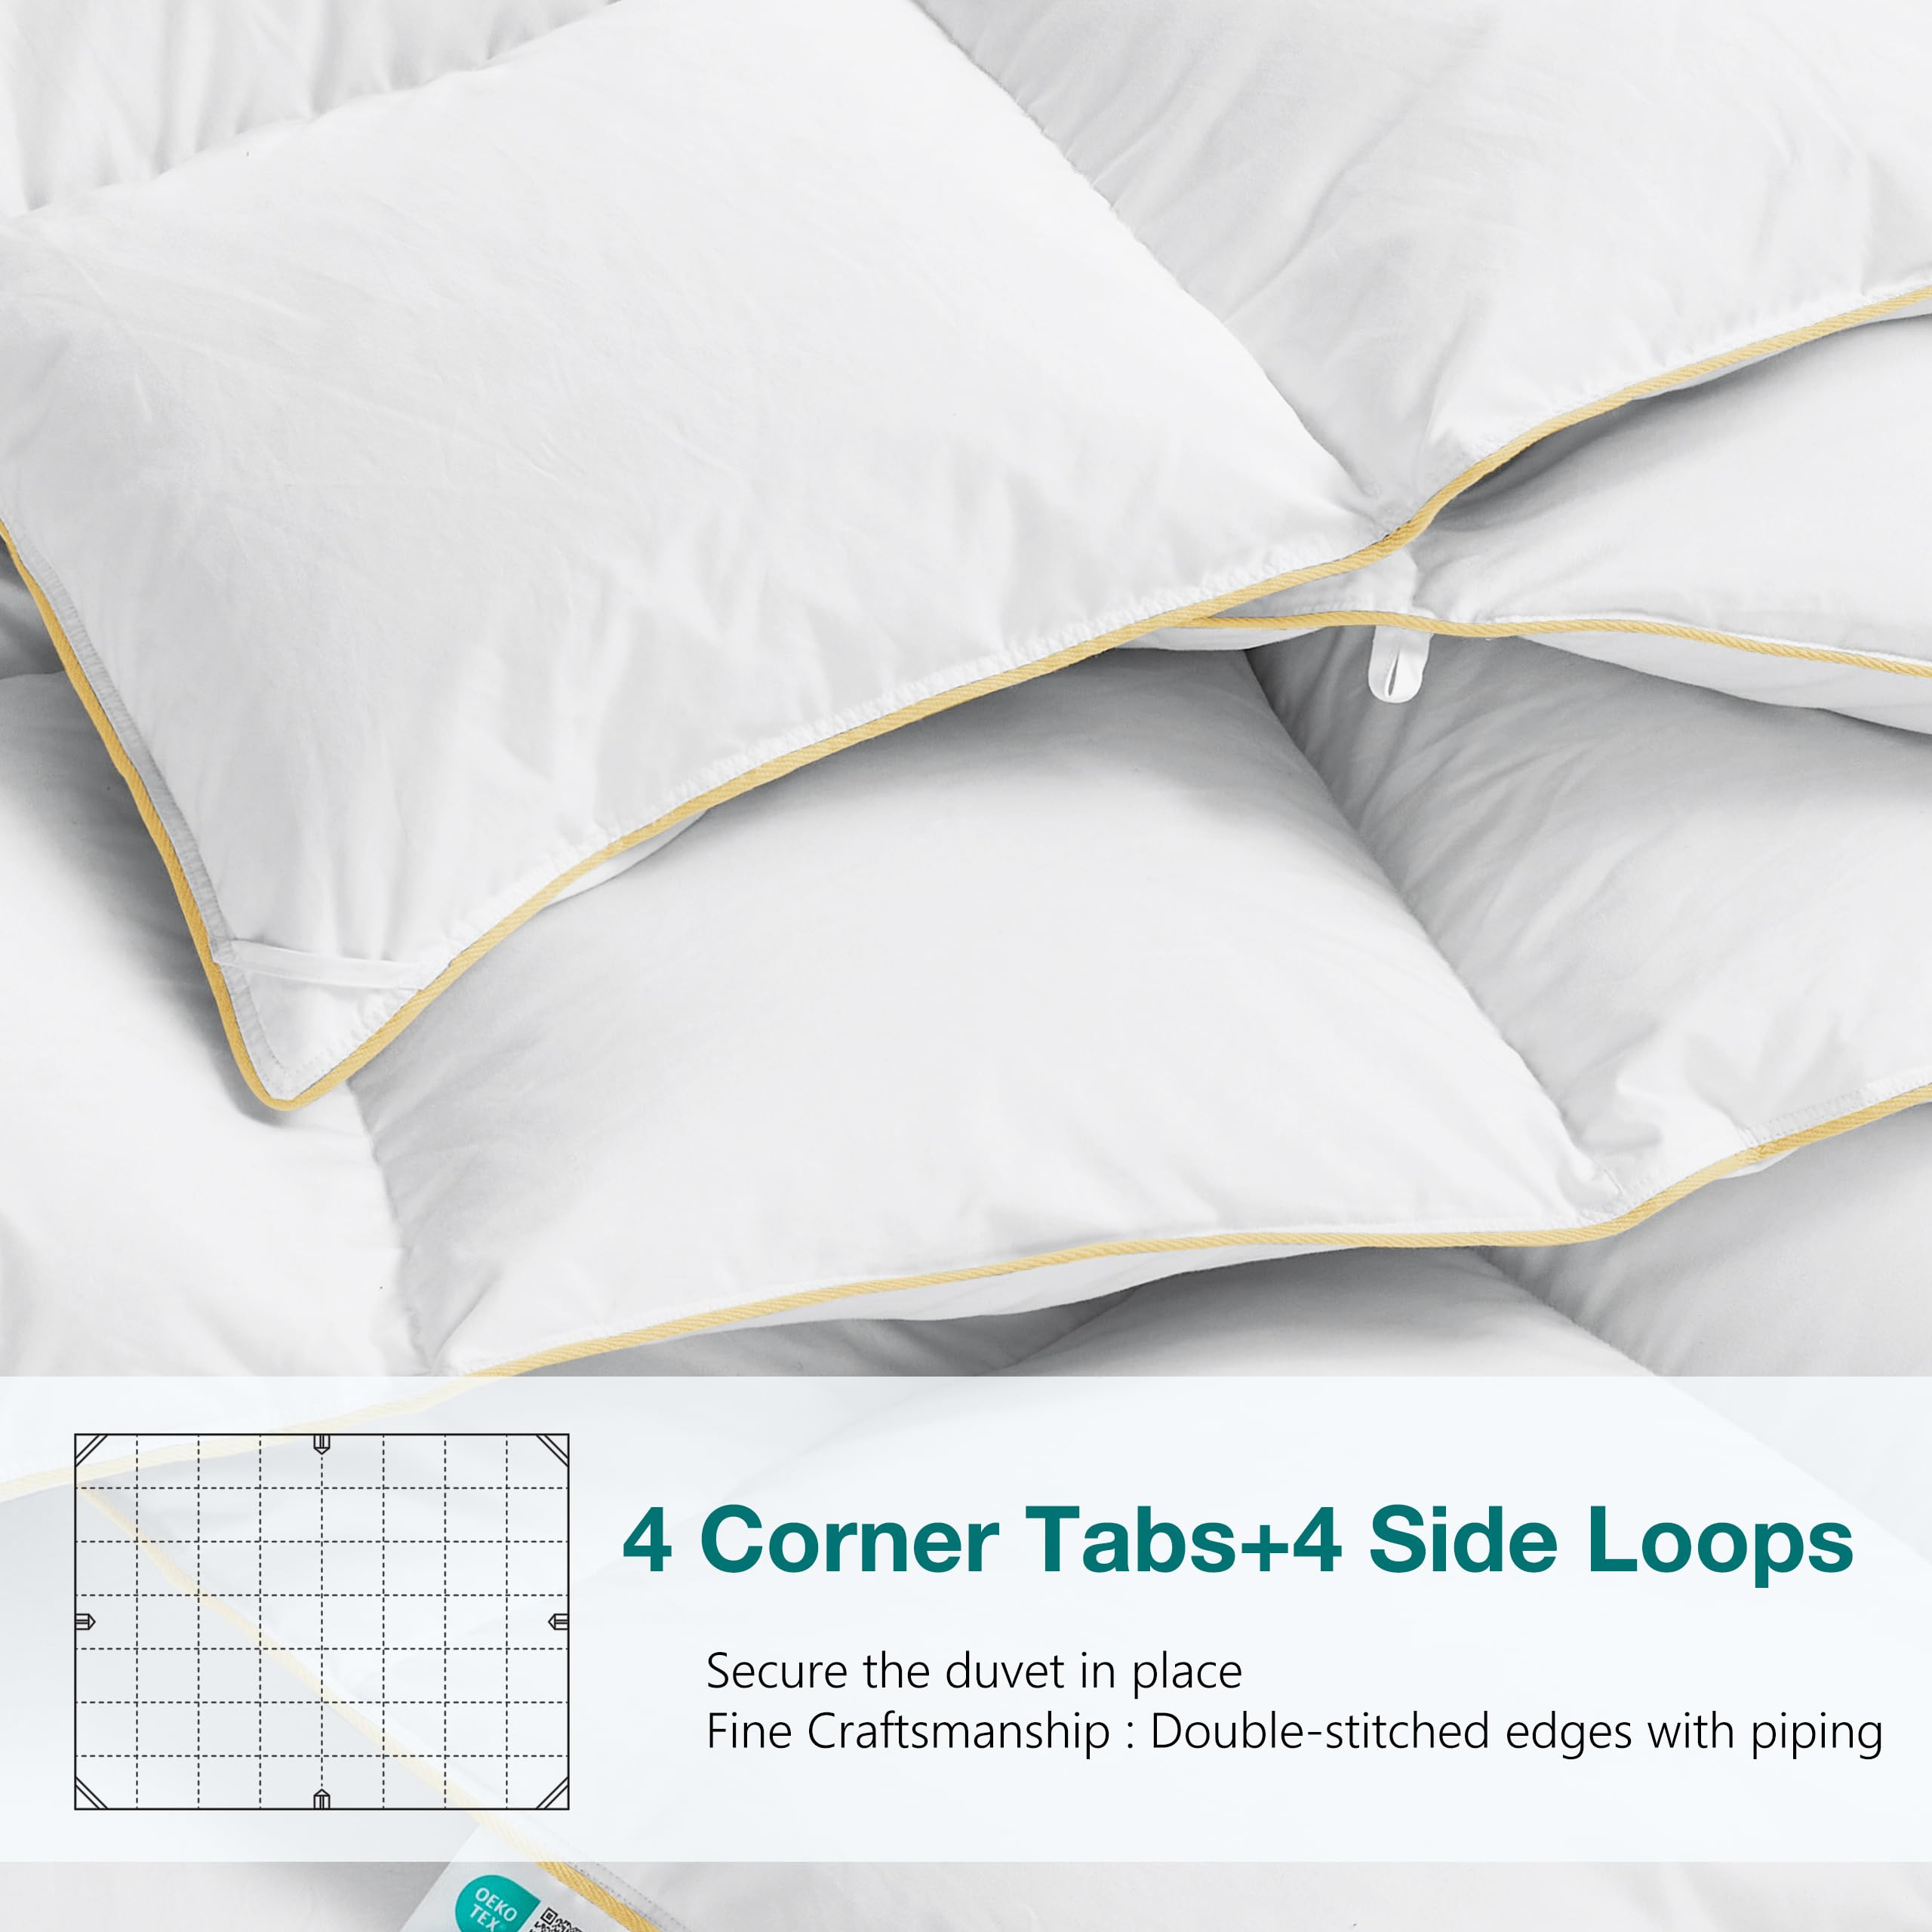 4 Corner Tabs+4 Side Loops
Secure the duvet in place
Fine Craftsmanship : Double-stitched edges with piping
OEKO
TEX